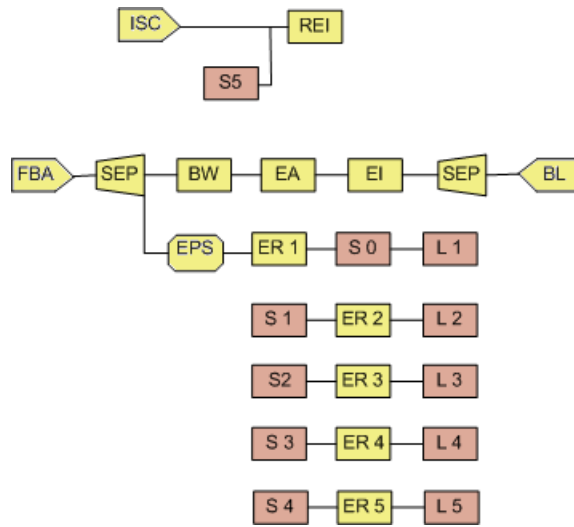 ISC REI
S5
FBA SEP BW EA EI SEP BL
EPS ER 1 S 0 L 1
S 1 ER 2 L 2
S2 ER 3 L 3
S 3 ER 4 L 4
S 4 ER 5 L 5